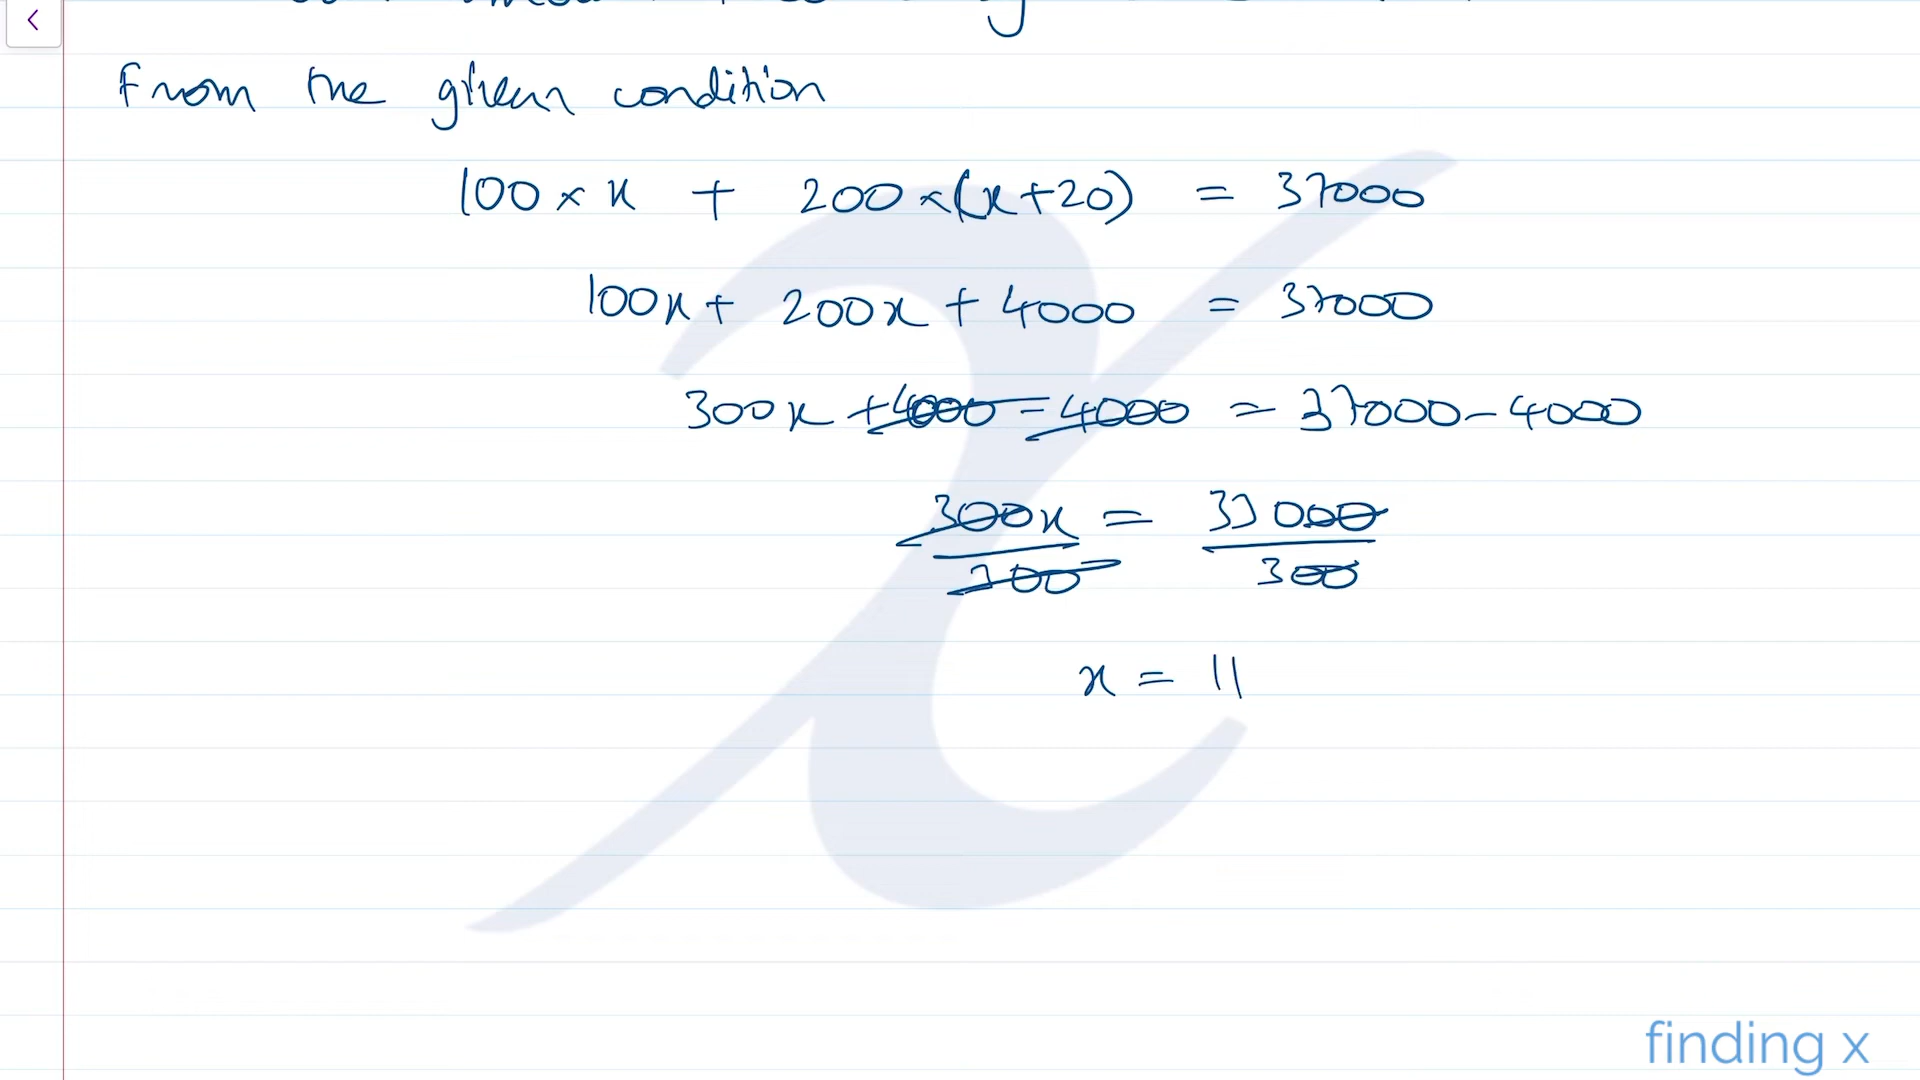 From the given condition
100 × x + 200 × (x+20) = 37000
100x + 200x + 4000 = 37000
300x + 4000 - 4000 = 37000 - 4000
300x = 33000
300 300
x = 11
finding x